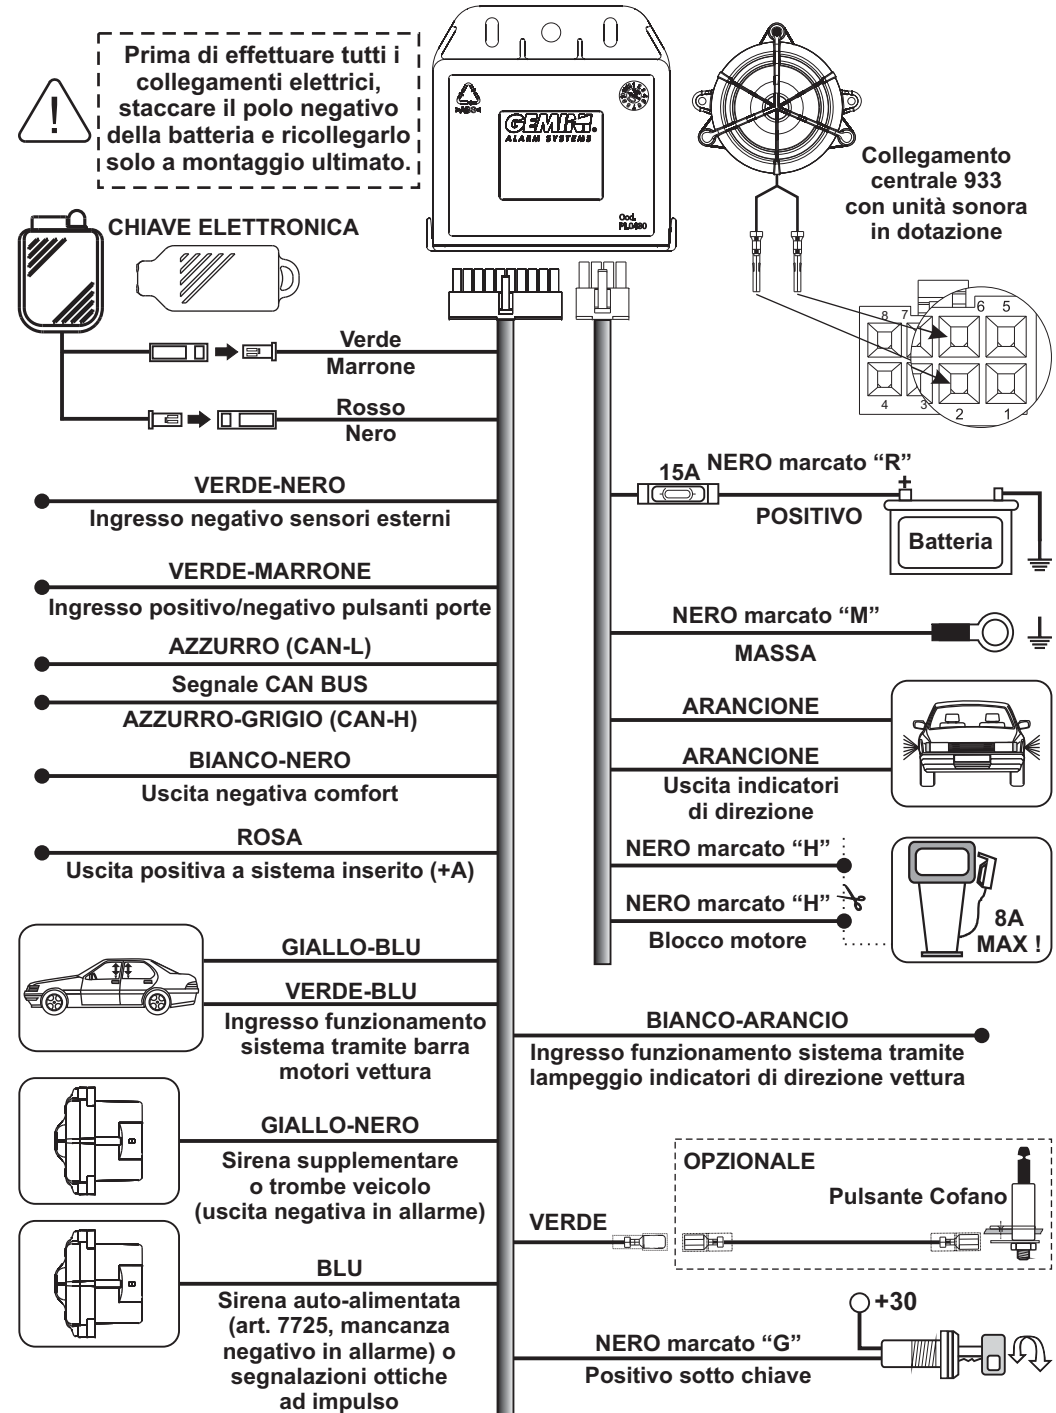 Prima di effettuare tutti i
collegamenti elettrici,
staccare il polo negativo
della batteria e ricollegarlo
solo a montaggio ultimato.
!
>ABS<
GEMINI®
ALARM SYSTEMS
Cod.
Collegamento
centrale 933
con unità sonora
in dotazione
8 7 6 5
4 3 2 1
CHIAVE ELETTRONICA
Verde
Marrone
Rosso
Nero
VERDE-NERO
Ingresso negativo sensori esterni
VERDE-MARRONE
Ingresso positivo/negativo pulsanti porte
AZZURRO (CAN-L)
Segnale CAN BUS
AZZURRO-GRIGIO (CAN-H)
BIANCO-NERO
Uscita negativa comfort
ROSA
Uscita positiva a sistema inserito (+A)
GIALLO-BLU
VERDE-BLU
Ingresso funzionamento
sistema tramite barra
motori vettura
GIALLO-NERO
Sirena supplementare
o trombe veicolo
(uscita negativa in allarme)
BLU
Sirena auto-alimentata
(art. 7725, mancanza
negativo in allarme) o
segnalazioni ottiche
ad impulso
15A
NERO marcato “R”
+
POSITIVO
Batteria
NERO marcato “M”
MASSA
ARANCIONE
ARANCIONE
Uscita indicatori
di direzione
NERO marcato “H”
NERO marcato “H”
Blocco motore
8A
MAX !
BIANCO-ARANCIO
Ingresso funzionamento sistema tramite
lampeggio indicatori di direzione vettura
OPZIONALE
Pulsante Cofano
VERDE
+30
NERO marcato “G”
Positivo sotto chiave